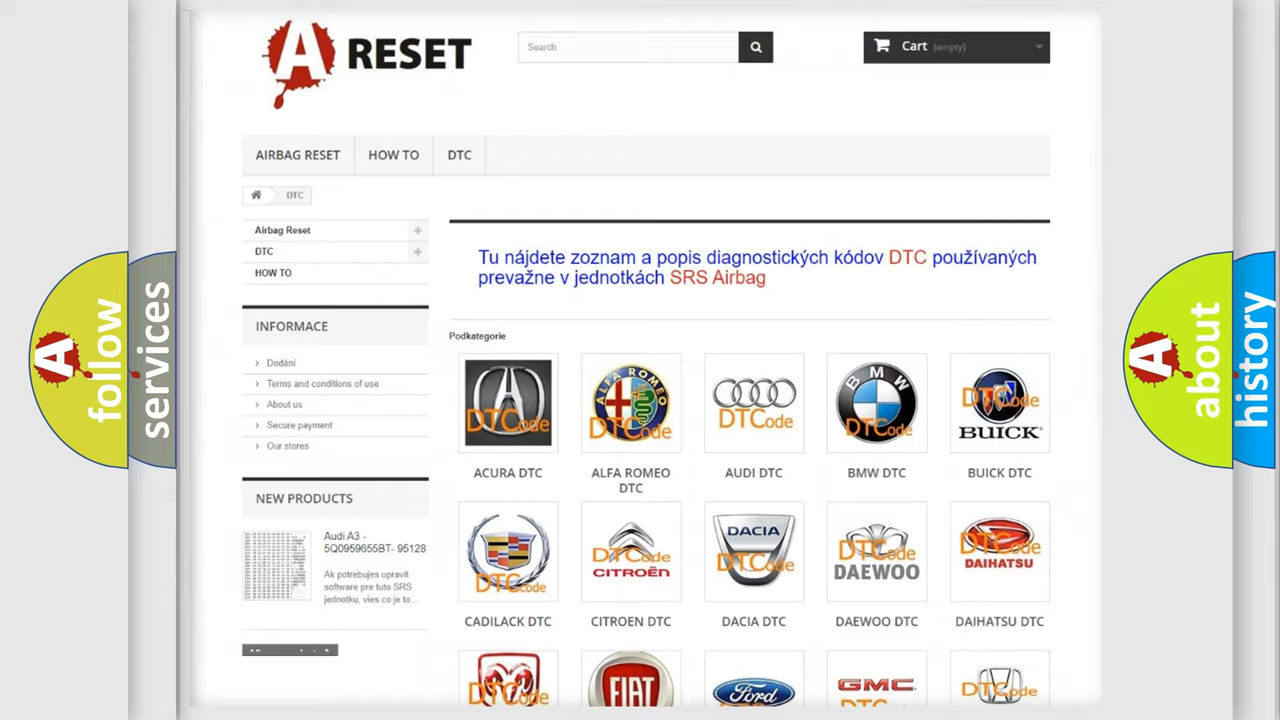 A RESET
Search
Cart (empty)
AIRBAG RESET
HOW TO
DTC
DTC
Airbag Reset
DTC
HOW TO
Tu nájdete zoznam a popis diagnostických kódov DTC používaných
prevažne v jednotkách SRS Airbag
INFORMACE
Dodání
Terms and conditions of use
About us
Secure payment
Our stores
NEW PRODUCTS
Audi A3 -
5Q0959655BT- 95128
Ak potrebujes upravit
software pre tuto SRS
jednotku, vies co je to...
Podkategorie
DTCode
ALFA ROMEO
DTCode
DTCode
BMW
DTCode
DTCode
BUICK
ACURA DTC
ALFA ROMEO
DTC
AUDI DTC
BMW DTC
BUICK DTC
DTCode
DTCode
CITROËN
DACIA
DTCode
DTCode
DAEWOO
DTCode
DAIHATSU
CADILACK DTC
CITROEN DTC
DACIA DTC
DAEWOO DTC
DAIHATSU DTC
DTCode
FIAT
Ford
GMC
DTCode
A follow
services
A about
history